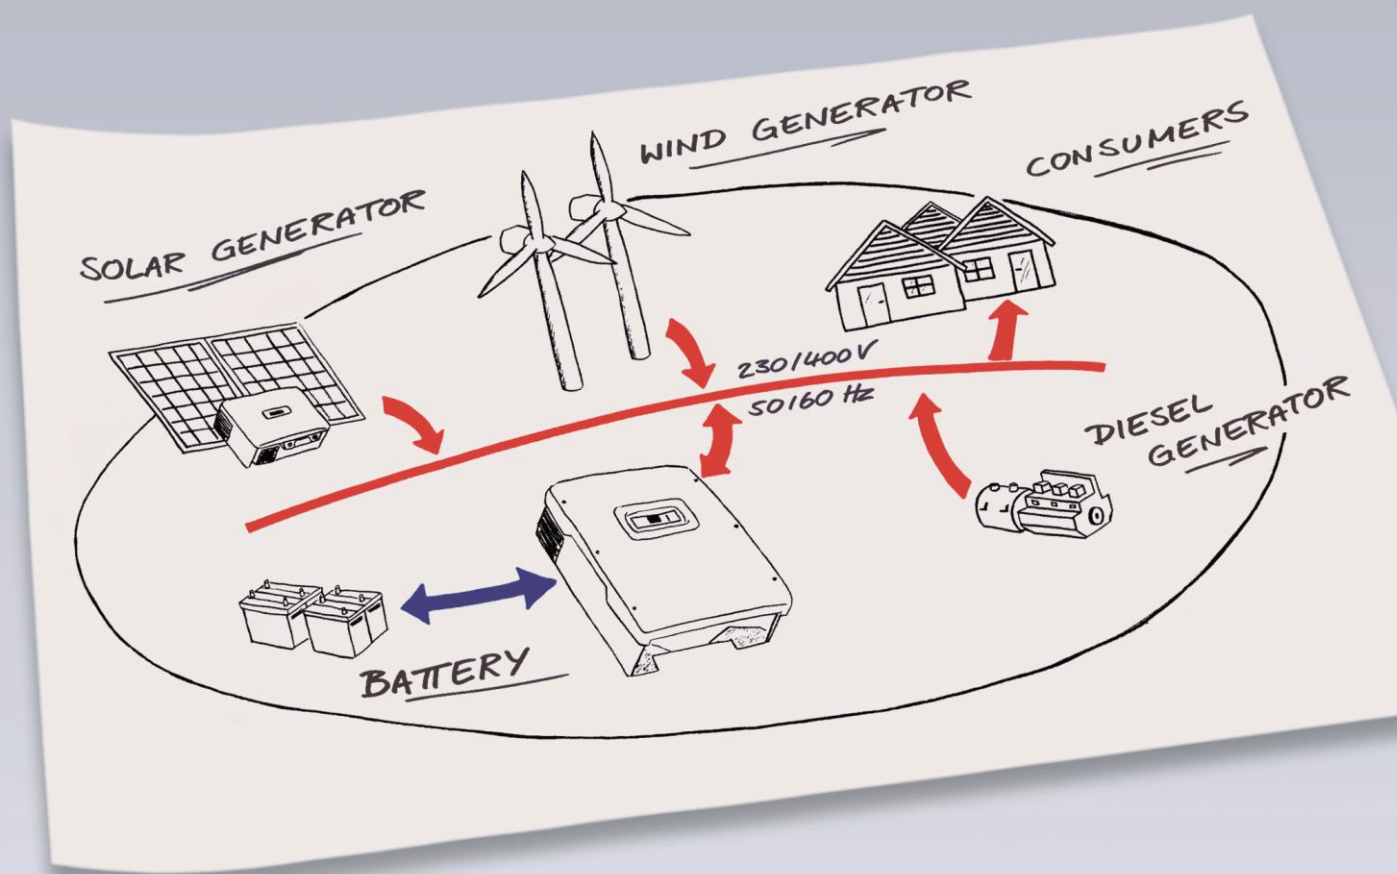 WIND GENERATOR
CONSUMERS
SOLAR GENERATOR
230/400V
50/60 Hz
DIESEL
GENERATOR
BATTERY